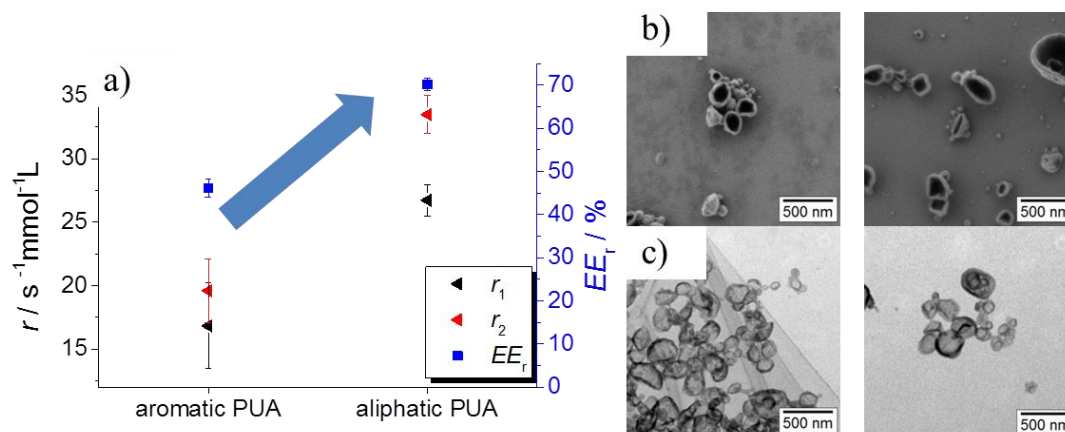 a)
35
30
25
20
15
r / s⁻¹mmol⁻¹L
aromatic PUA
aliphatic PUA
r₁
r₂
EEᵣ
70
60
50
40
30
20
10
0
EEᵣ / %
b)
500 nm
500 nm
c)
500 nm
500 nm